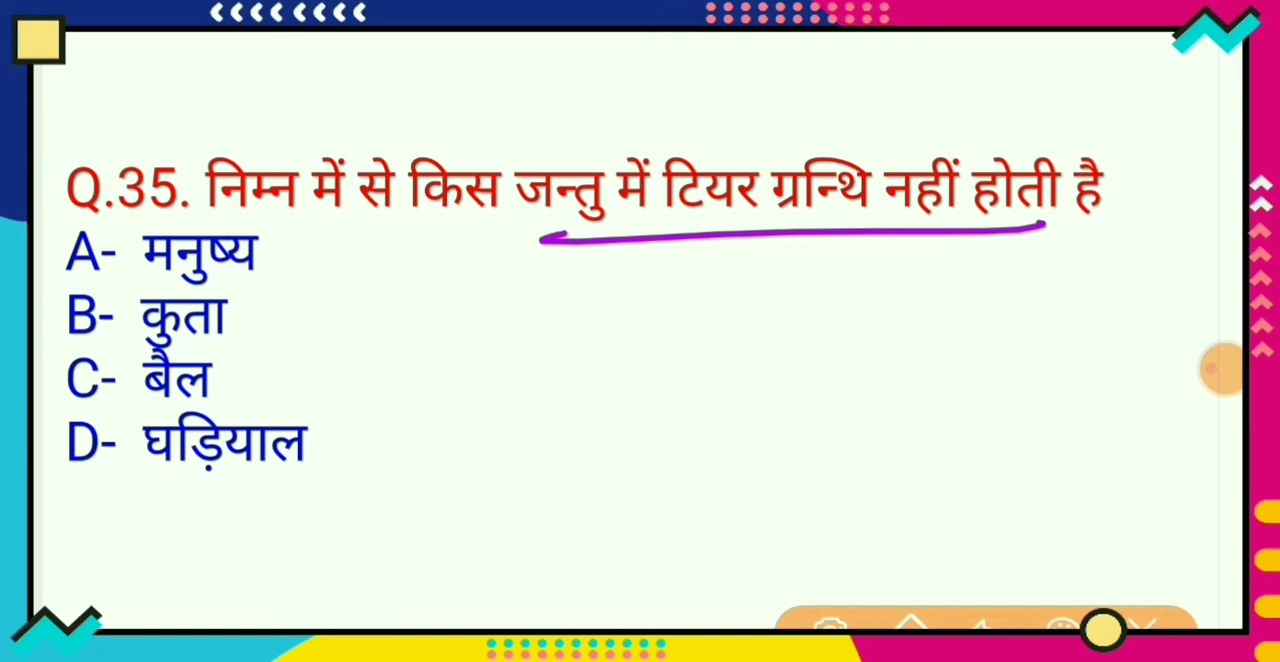 Q.35. निम्न में से किस जन्तु में टियर ग्रन्थि नहीं होती है
A- मनुष्य
B- कुता
C- बैल
D- घड़ियाल